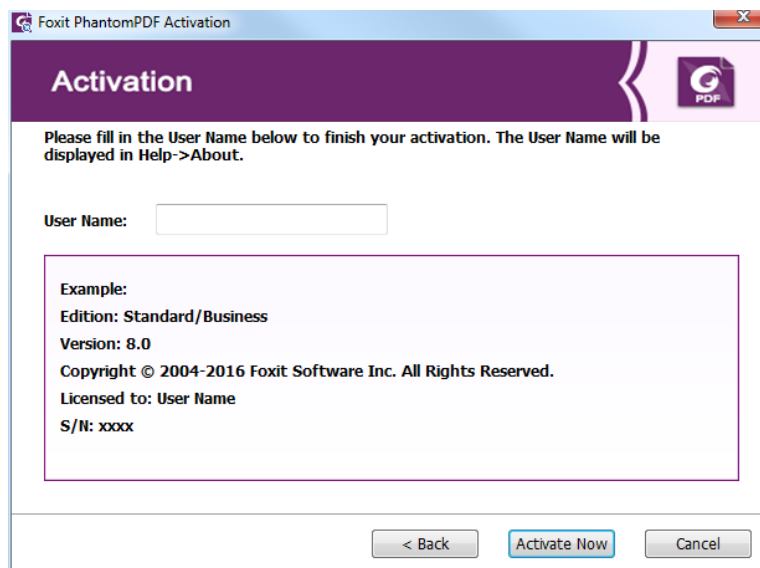 Foxit PhantomPDF Activation
Activation
PDF
Please fill in the User Name below to finish your activation. The User Name will be
displayed in Help->About.
User Name:
Example:
Edition: Standard/Business
Version: 8.0
Copyright © 2004-2016 Foxit Software Inc. All Rights Reserved.
Licensed to: User Name
S/N: xxxx
< Back
Activate Now
Cancel